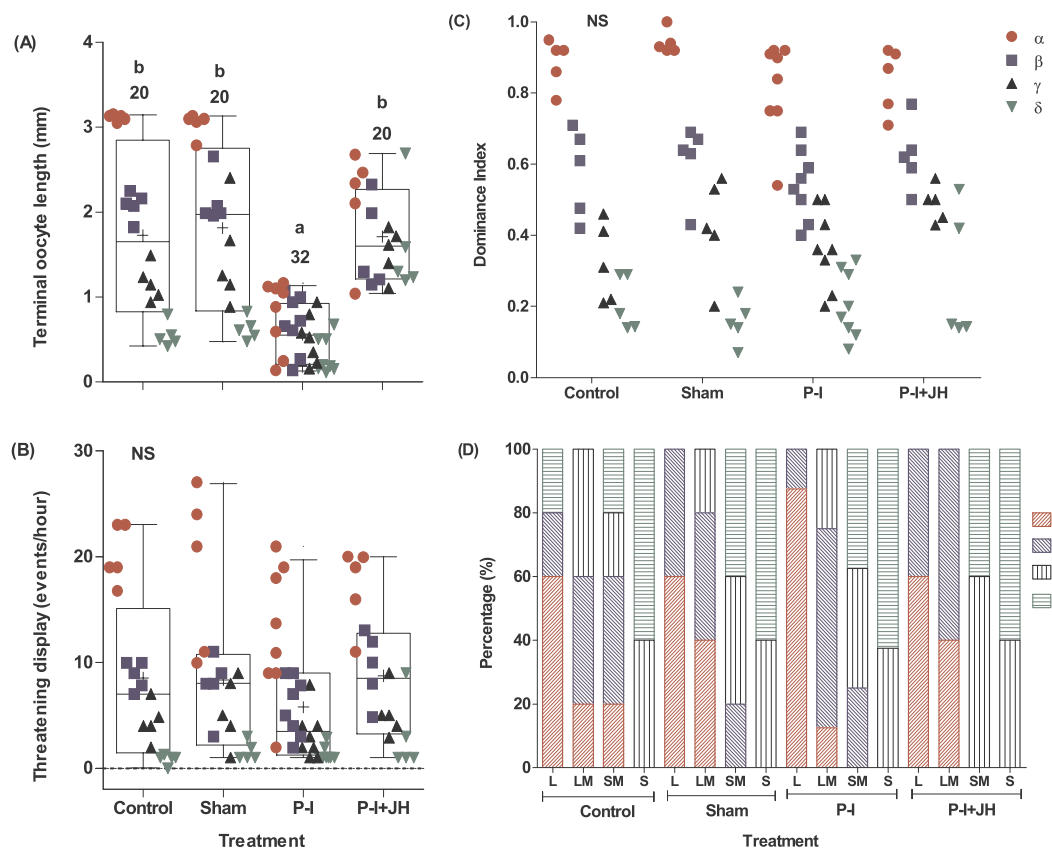 (A)
Terminal oocyte length (mm)
4
3
2
1
0
b
20
b
20
a
32
b
20
(C)
NS
Dominance Index
1.0
0.8
0.6
0.4
0.2
0.0
Control Sham P-I P-I+JH
α
β
γ
δ
(B)
NS
Threatening display (events/hour)
30
20
10
0
Control Sham P-I P-I+JH
Treatment
(D)
Percentage (%)
100
80
60
40
20
0
L LM SM S L LM SM S L LM SM S L LM SM S
Control Sham P-I P-I+JH
Treatment